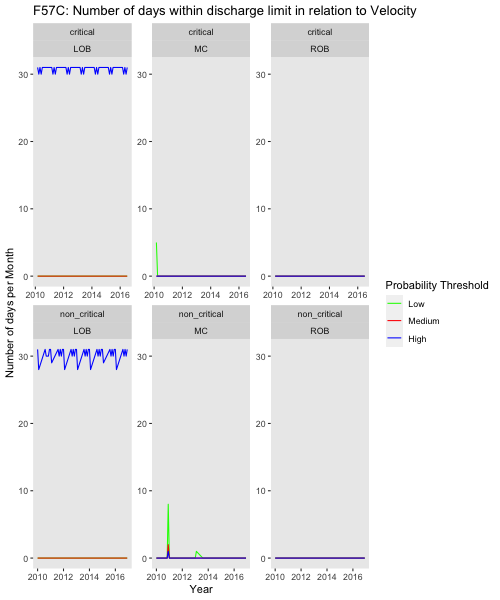 F57C: Number of days within discharge limit in relation to Velocity
critical critical critical
LOB MC ROB
30 30 30
20 20 20
10 10 10
0 0 0
2010 2012 2014 2016 2010 2012 2014 2016 2010 2012 2014 2016
non_critical non_critical non_critical
LOB MC ROB
30 30 30
20 20 20
10 10 10
0 0 0
2010 2012 2014 2016 2010 2012 2014 2016 2010 2012 2014 2016
Year
Number of days per Month
Probability Threshold
Low
Medium
High